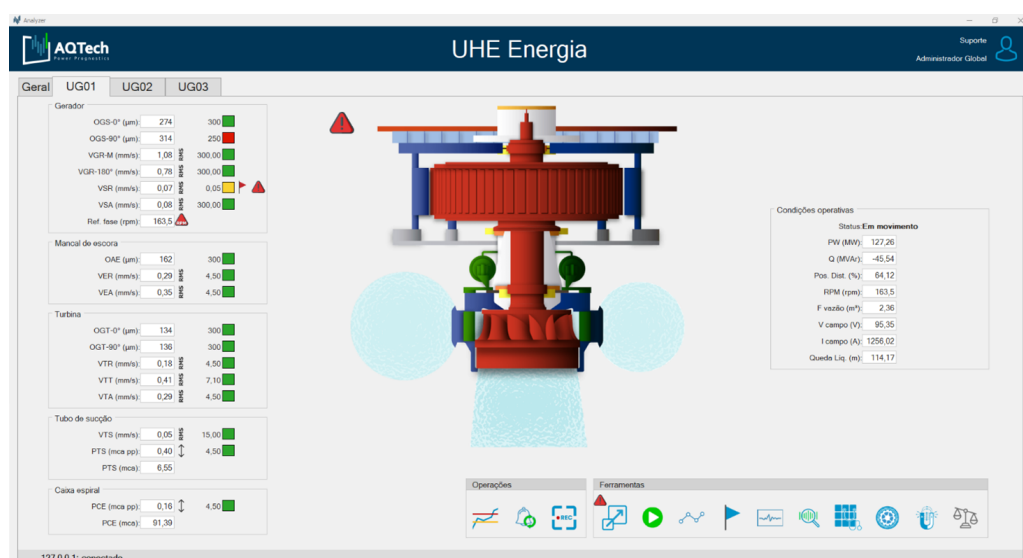 Analyzer
AQTech
Power Prognostics
UHE Energia
Suporte
Administrador Global
Geral UG01 UG02 UG03
Gerador
OGS-0° (µm): 274 300
OGS-90° (µm): 314 250
VGR-M (mm/s): 1,08 RMS 300,00
VGR-180° (mm/s): 0,78 RMS 300,00
VSR (mm/s): 0,07 RMS 0,05
VSA (mm/s): 0,08 RMS 300,00
Ref. fase (rpm): 163,5
Mancal de escora
OAE (µm): 162 300
VER (mm/s): 0,29 RMS 4,50
VEA (mm/s): 0,35 RMS 4,50
Turbina
OGT-0° (µm): 134 300
OGT-90° (µm): 136 300
VTR (mm/s): 0,18 RMS 4,50
VTT (mm/s): 0,41 RMS 7,10
VTA (mm/s): 0,29 RMS 4,50
Tubo de sucção
VTS (mm/s): 0,05 RMS 15,00
PTS (mca pp): 0,40 4,50
PTS (mca): 6,55
Caixa espiral
PCE (mca pp): 0,16 4,50
PCE (mca): 91,39
Condições operativas
Status: Em movimento
PW (MW): 127,26
Q (MVAr): -45,54
Pos. Dist. (%): 64,12
RPM (rpm): 163,5
F vazão (m³): 2,36
V campo (V): 95,35
I campo (A): 1256,02
Queda Liq. (m): 114,17
Operações
REC
Ferramentas
127.0.0.1: conectado